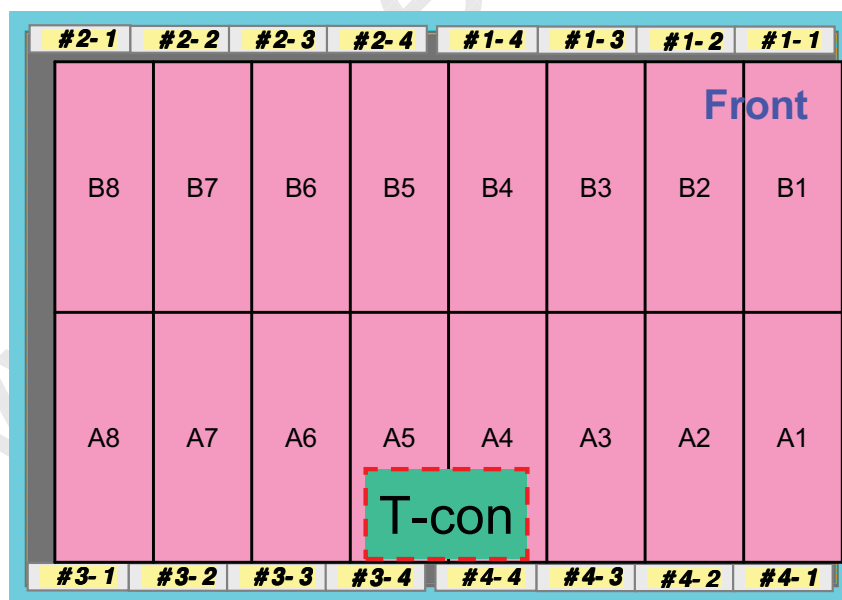 #2-1 #2-2 #2-3 #2-4 #1-4 #1-3 #1-2 #1-1
Front
B8 B7 B6 B5 B4 B3 B2 B1
A8 A7 A6 A5 A4 A3 A2 A1
T-con
#3-1 #3-2 #3-3 #3-4 #4-4 #4-3 #4-2 #4-1